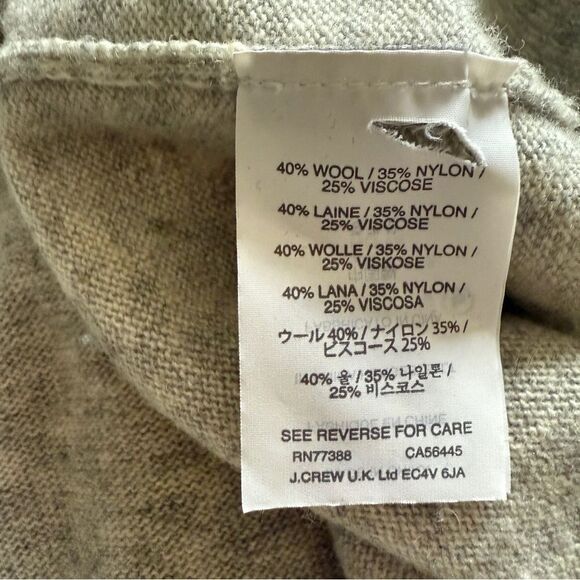 40% WOOL / 35% NYLON /
25% VISCOSE
40% LAINE / 35% NYLON /
25% VISCOSE
40% WOLLE / 35% NYLON /
25% VISKOSE
40% LANA / 35% NYLON /
25% VISCOSA
ウール 40% / ナイロン 35% /
ビスコース 25%
40% 울 / 35% 나일론 /
25% 비스코스
SEE REVERSE FOR CARE
RN77388 CA56445
J.CREW U.K. Ltd EC4V 6JA